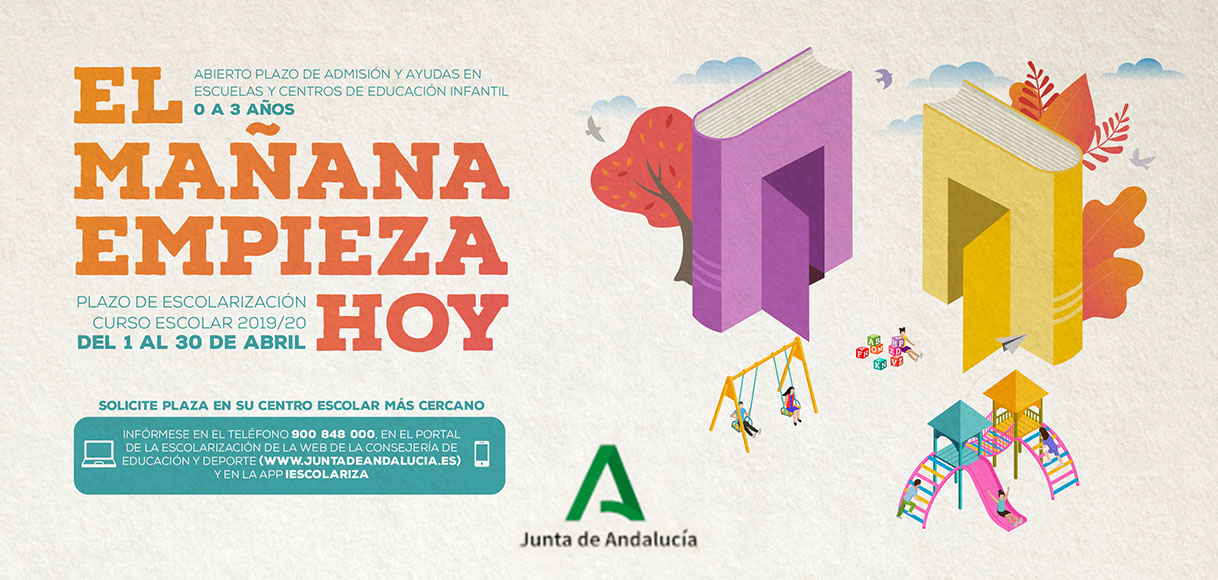 EL
ABIERTO PLAZO DE ADMISIÓN Y AYUDAS EN
ESCUELAS Y CENTROS DE EDUCACIÓN INFANTIL
0 A 3 AÑOS
MAÑANA
EMPIEZA
HOY
PLAZO DE ESCOLARIZACIÓN
CURSO ESCOLAR 2019/20
DEL 1 AL 30 DE ABRIL
SOLICITE PLAZA EN SU CENTRO ESCOLAR MÁS CERCANO
INFÓRMESE EN EL TELÉFONO 900 848 000, EN EL PORTAL
DE LA ESCOLARIZACIÓN DE LA WEB DE LA CONSEJERÍA DE
EDUCACIÓN Y DEPORTE (WWW.JUNTADEANDALUCIA.ES)
Y EN LA APP IESCOLARIZA
Junta de Andalucía